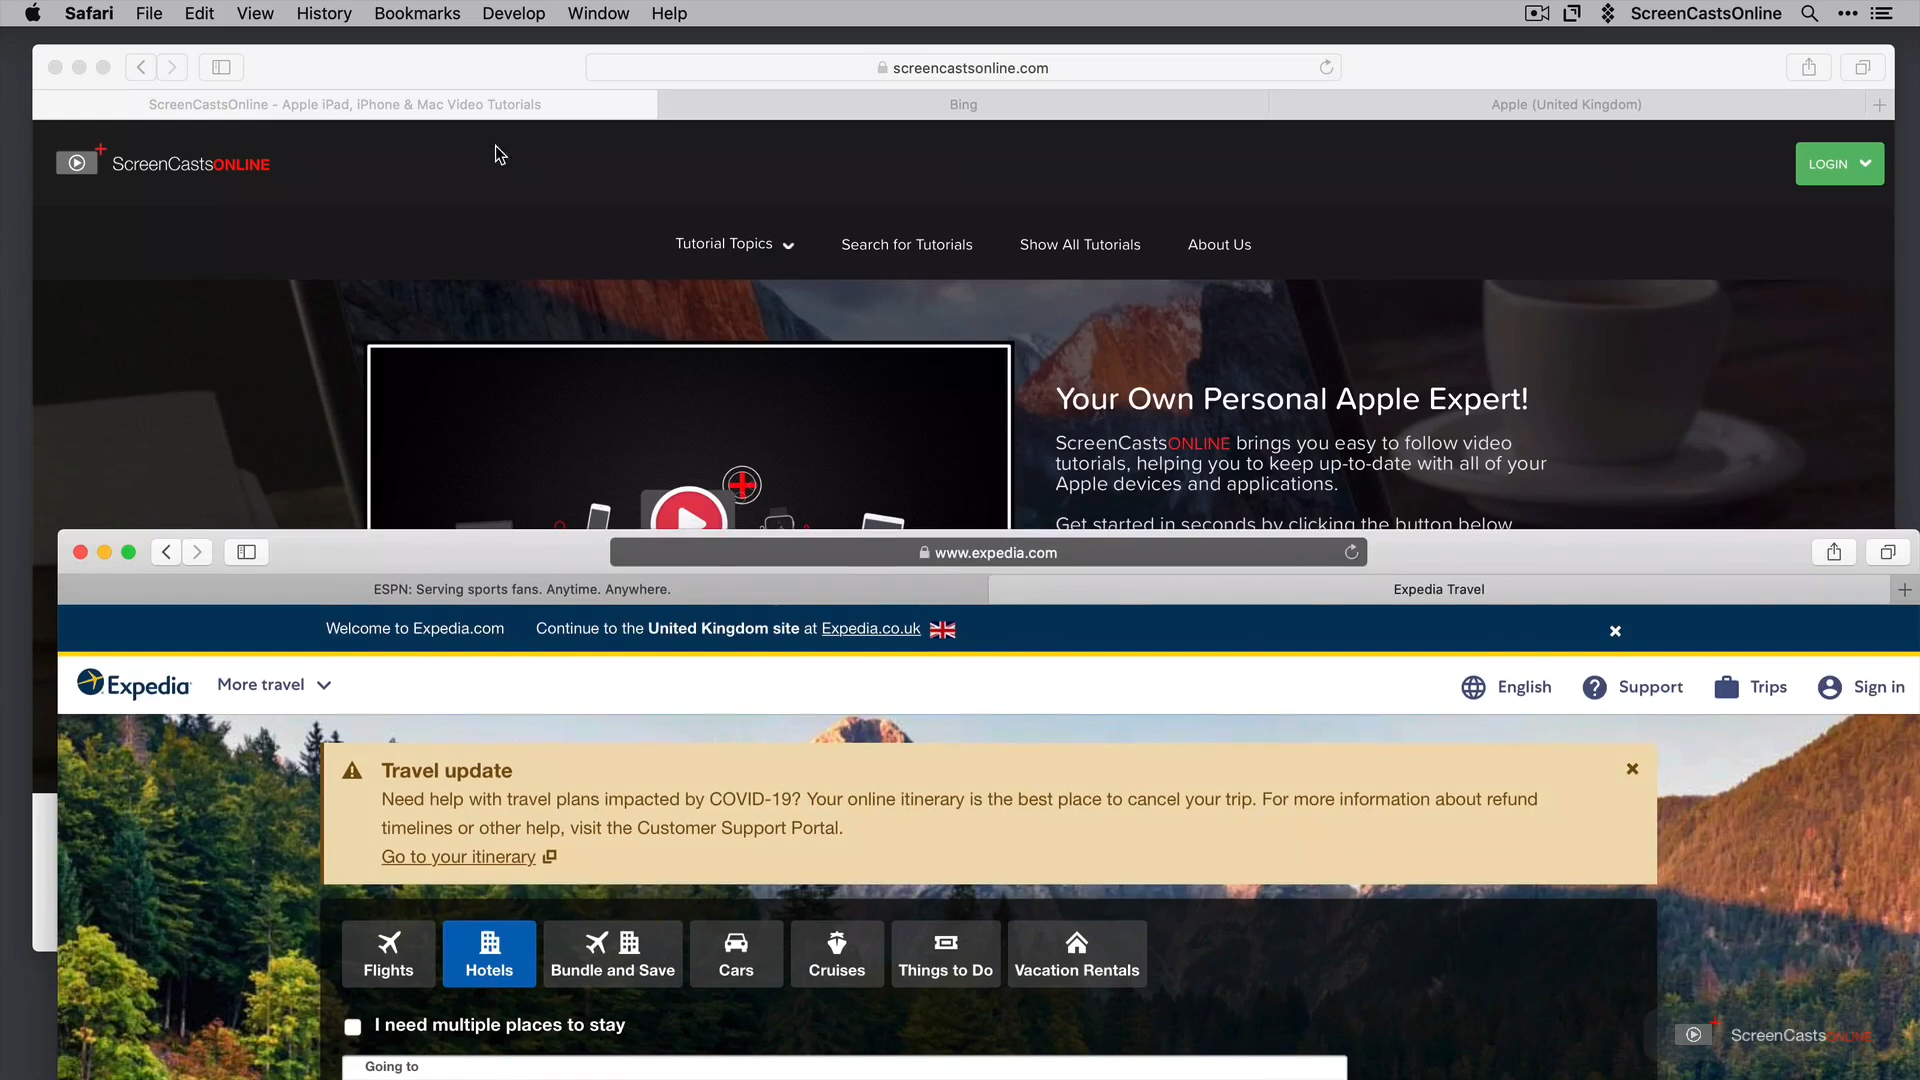 Safari File Edit View History Bookmarks Develop Window Help ScreenCastsOnline
screencastsonline.com
ScreenCastsOnline - Apple iPad, iPhone & Mac Video Tutorials Bing Apple (United Kingdom)
ScreenCastsONLINE
LOGIN
Tutorial Topics Search for Tutorials Show All Tutorials About Us
Your Own Personal Apple Expert!
ScreenCastsONLINE brings you easy to follow video
tutorials, helping you to keep up-to-date with all of your
Apple devices and applications.
Get started in seconds by clicking the button below
www.expedia.com
ESPN: Serving sports fans. Anytime. Anywhere. Expedia Travel
Welcome to Expedia.com Continue to the United Kingdom site at Expedia.co.uk
Expedia More travel English Support Trips Sign in
Travel update
Need help with travel plans impacted by COVID-19? Your online itinerary is the best place to cancel your trip. For more information about refund
timelines or other help, visit the Customer Support Portal.
Go to your itinerary
Flights Hotels Bundle and Save Cars Cruises Things to Do Vacation Rentals
I need multiple places to stay
Going to
ScreenCastsONLINE